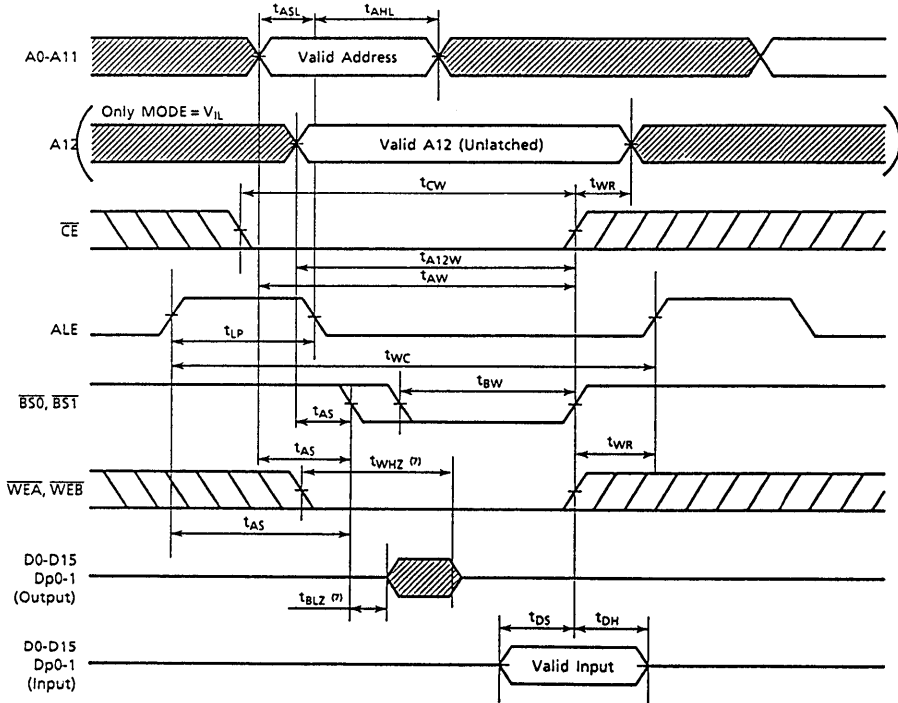 tASL tAHL
A0-A11 Valid Address
Only MODE = VIL
A12 Valid A12 (Unlatched)
tCW tWR
CE
tA12W
tAW
ALE
tLP
tWC
BS0, BS1
tBW
tAS
tWR
tAS
tWHZ (7)
WEA, WEB
tAS
D0-D15
Dp0-1
(Output)
tBLZ (7)
tDS tDH
D0-D15
Dp0-1
(Input)
Valid Input